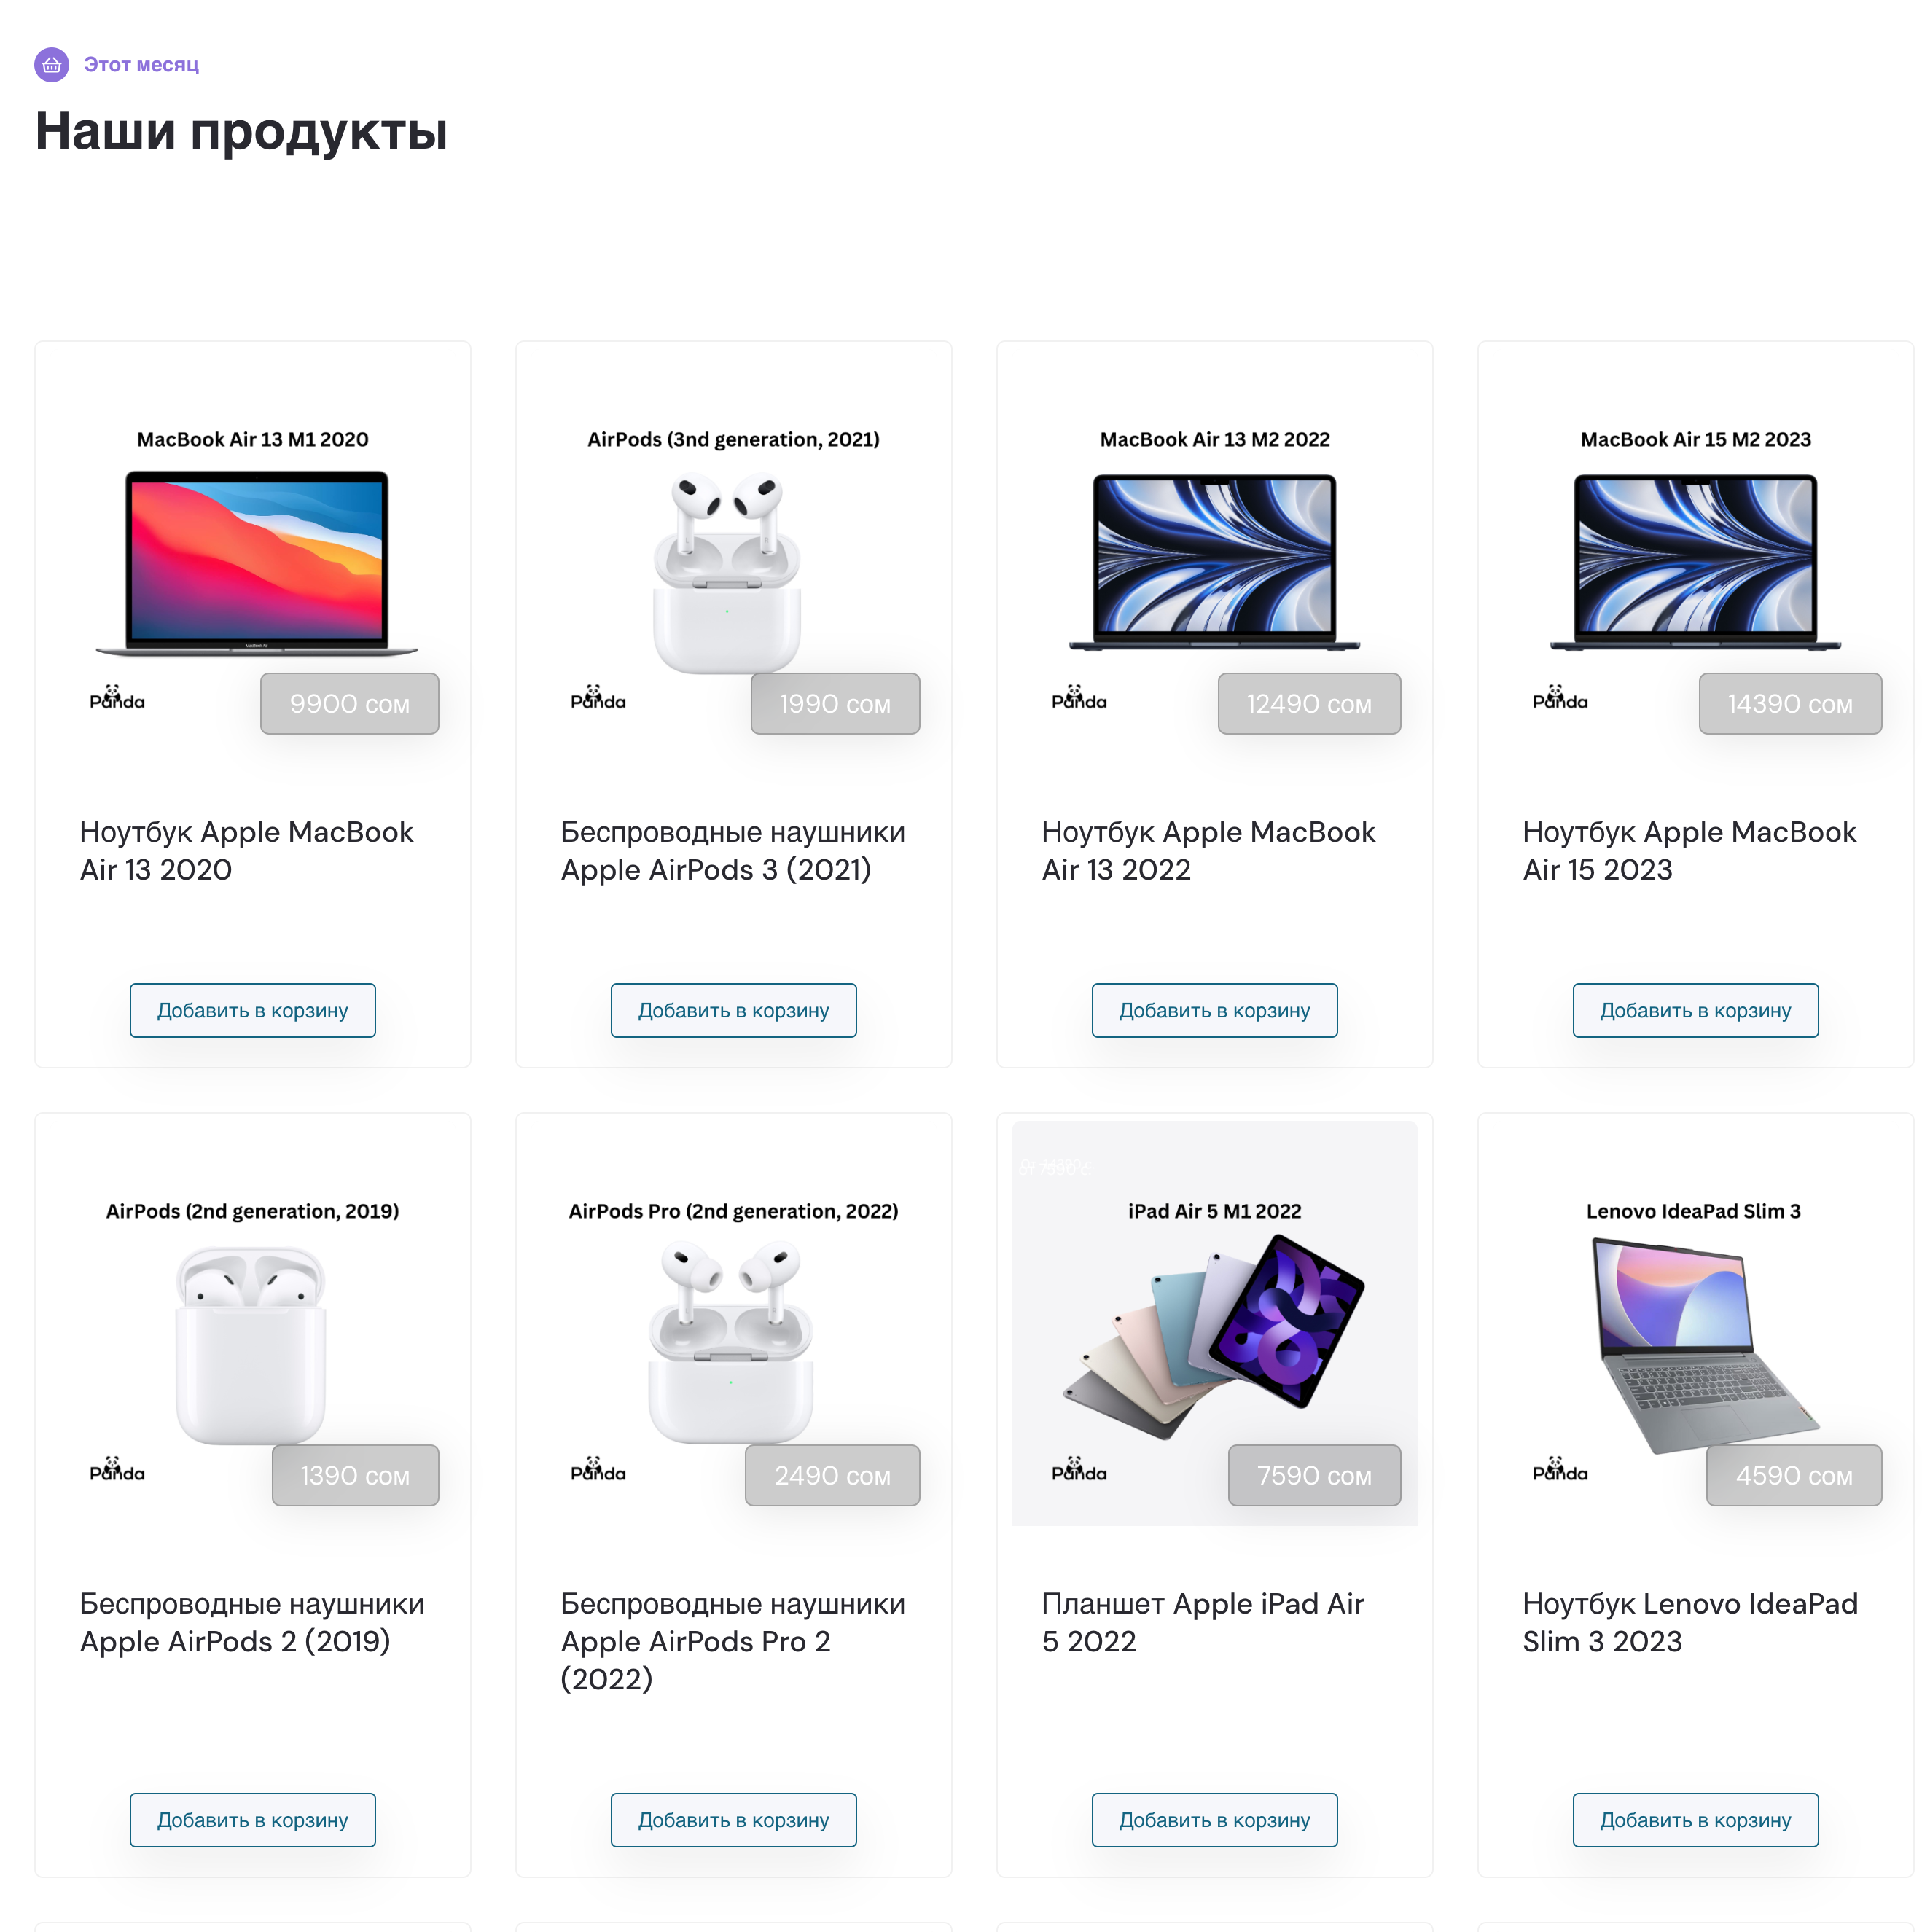 Этот месяц
Наши продукты
MacBook Air 13 M1 2020
MacBook Air
Panda
9900 сом
Ноутбук Apple MacBook
Air 13 2020
Добавить в корзину
AirPods (3nd generation, 2021)
Panda
1990 сом
Беспроводные наушники
Apple AirPods 3 (2021)
Добавить в корзину
MacBook Air 13 M2 2022
Panda
12490 сом
Ноутбук Apple MacBook
Air 13 2022
Добавить в корзину
MacBook Air 15 M2 2023
Panda
14390 сом
Ноутбук Apple MacBook
Air 15 2023
Добавить в корзину
AirPods (2nd generation, 2019)
Panda
1390 сом
Беспроводные наушники
Apple AirPods 2 (2019)
Добавить в корзину
AirPods Pro (2nd generation, 2022)
Panda
2490 сом
Беспроводные наушники
Apple AirPods Pro 2
(2022)
Добавить в корзину
iPad Air 5 M1 2022
Panda
7590 сом
Планшет Apple iPad Air
5 2022
Добавить в корзину
Lenovo IdeaPad Slim 3
Panda
4590 сом
Ноутбук Lenovo IdeaPad
Slim 3 2023
Добавить в корзину